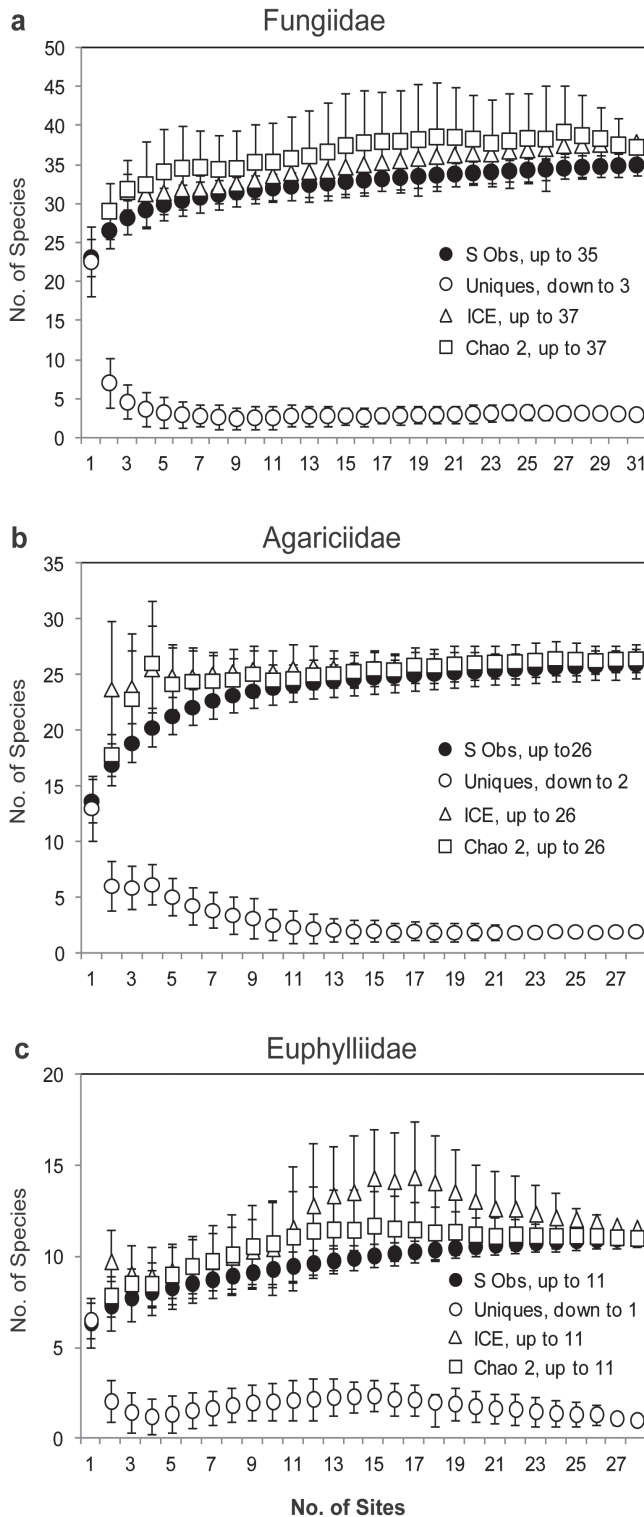 a
Fungiidae
50
45
40
35
30
25
20
15
10
5
0
No. of Species
S Obs, up to 35
Uniques, down to 3
ICE, up to 37
Chao 2, up to 37
1 3 5 7 9 11 13 15 17 19 21 23 25 27 29 31
b
Agariciidae
35
30
25
20
15
10
5
0
No. of Species
S Obs, up to26
Uniques, down to 2
ICE, up to 26
Chao 2, up to 26
1 3 5 7 9 11 13 15 17 19 21 23 25 27
c
Euphylliidae
20
15
10
5
0
No. of Species
S Obs, up to 11
Uniques, down to 1
ICE, up to 11
Chao 2, up to 11
1 3 5 7 9 11 13 15 17 19 21 23 25 27
No. of Sites